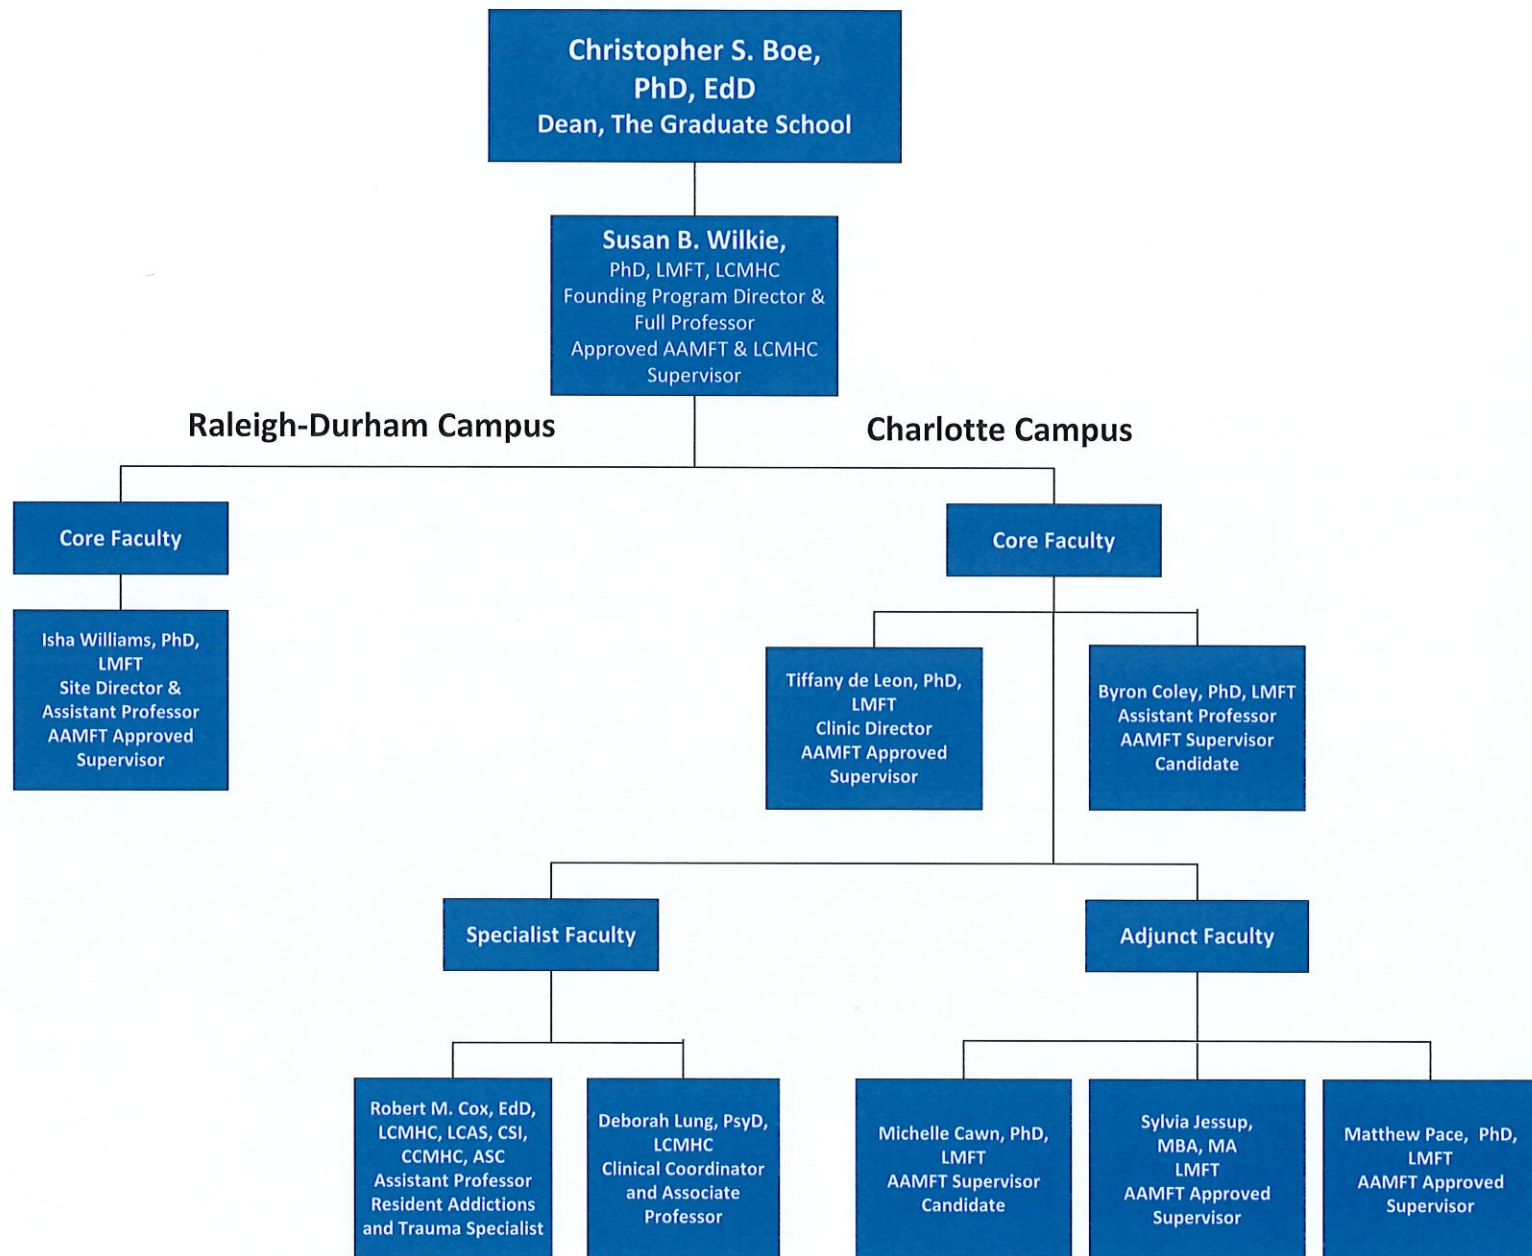 Christopher S. Boe,
PhD, EdD
Dean, The Graduate School
Susan B. Wilkie,
PhD, LMFT, LCMHC
Founding Program Director &
Full Professor
Approved AAMFT & LCMHC
Supervisor
Raleigh-Durham Campus
Charlotte Campus
Core Faculty
Isha Williams, PhD,
LMFT
Site Director &
Assistant Professor
AAMFT Approved
Supervisor
Core Faculty
Tiffany de Leon, PhD,
LMFT
Clinic Director
AAMFT Approved
Supervisor
Byron Coley, PhD, LMFT
Assistant Professor
AAMFT Supervisor
Candidate
Specialist Faculty
Robert M. Cox, EdD,
LCMHC, LCAS, CSI,
CCMHC, ASC
Assistant Professor
Resident Addictions
and Trauma Specialist
Deborah Lung, PsyD,
LCMHC
Clinical Coordinator
and Associate
Professor
Adjunct Faculty
Michelle Cawn, PhD,
LMFT
AAMFT Supervisor
Candidate
Sylvia Jessup,
MBA, MA
LMFT
AAMFT Approved
Supervisor
Matthew Pace, PhD,
LMFT
AAMFT Approved
Supervisor